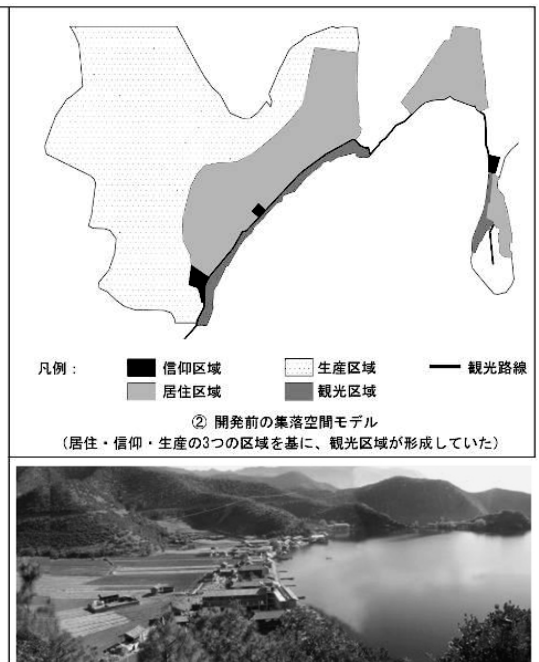 凡例：
信仰区域
生産区域
観光路線
居住区域
観光区域
② 開発前の集落空間モデル
（居住・信仰・生産の3つの区域を基に、観光区域が形成していた）